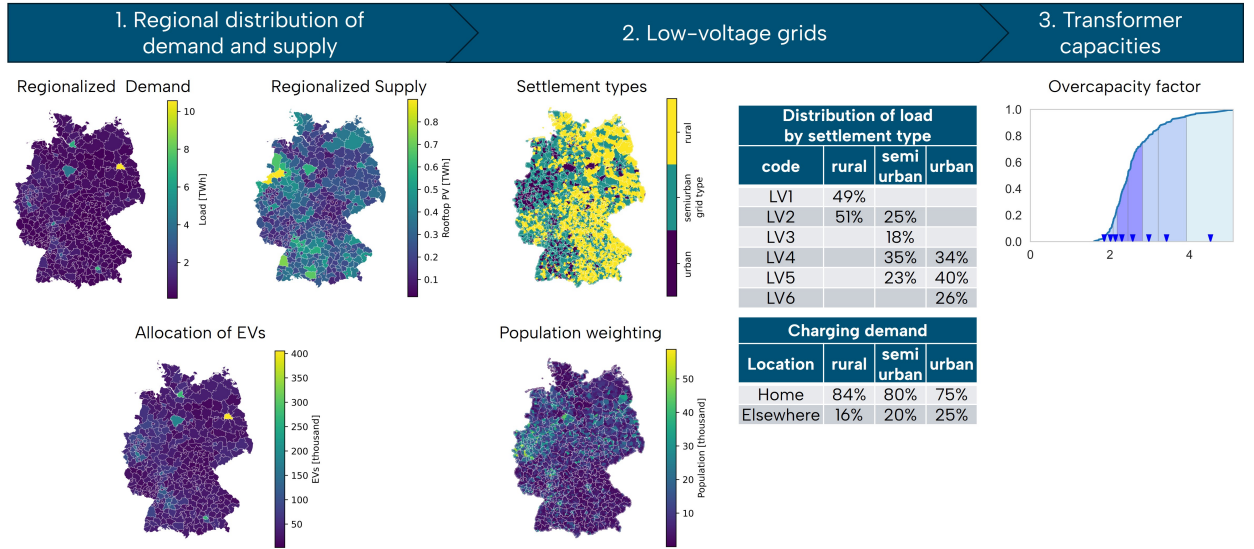 1. Regional distribution of
demand and supply
2. Low-voltage grids
3. Transformer
capacities
Regionalized Demand
10
8
6
4
2
Load [TWh]
Regionalized Supply
0.8
0.7
0.6
0.5
0.4
0.3
0.2
0.1
Rooftop PV [TWh]
Allocation of EVs
400
350
300
250
200
150
100
50
EVs [thousand]
Settlement types
rural
semiurban
urban
grid type
Population weighting
50
40
30
20
10
Population [thousand]
Distribution of load
by settlement type
code rural semi urban urban
LV1 49%
LV2 51% 25%
LV3 18%
LV4 35% 34%
LV5 23% 40%
LV6 26%
Charging demand
Location rural semi urban urban
Home 84% 80% 75%
Elsewhere 16% 20% 25%
Overcapacity factor
1.0
0.8
0.6
0.4
0.2
0.0
0 2 4